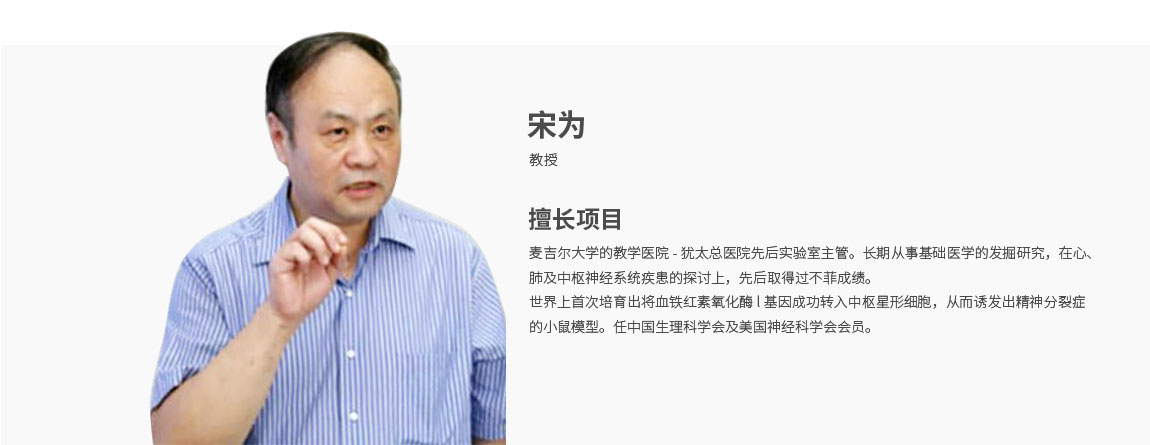 宋为
教授
擅长项目
麦吉尔大学的教学医院 - 犹太总医院先后实验室主管。长期从事基础医学的发掘研究，在心、
肺及中枢神经系统疾患的探讨上，先后取得过不菲成绩。
世界上首次培育出将血铁红素氧化酶 l 基因成功转入中枢星形细胞，从而诱发出精神分裂症
的小鼠模型。任中国生理科学会及美国神经科学会会员。